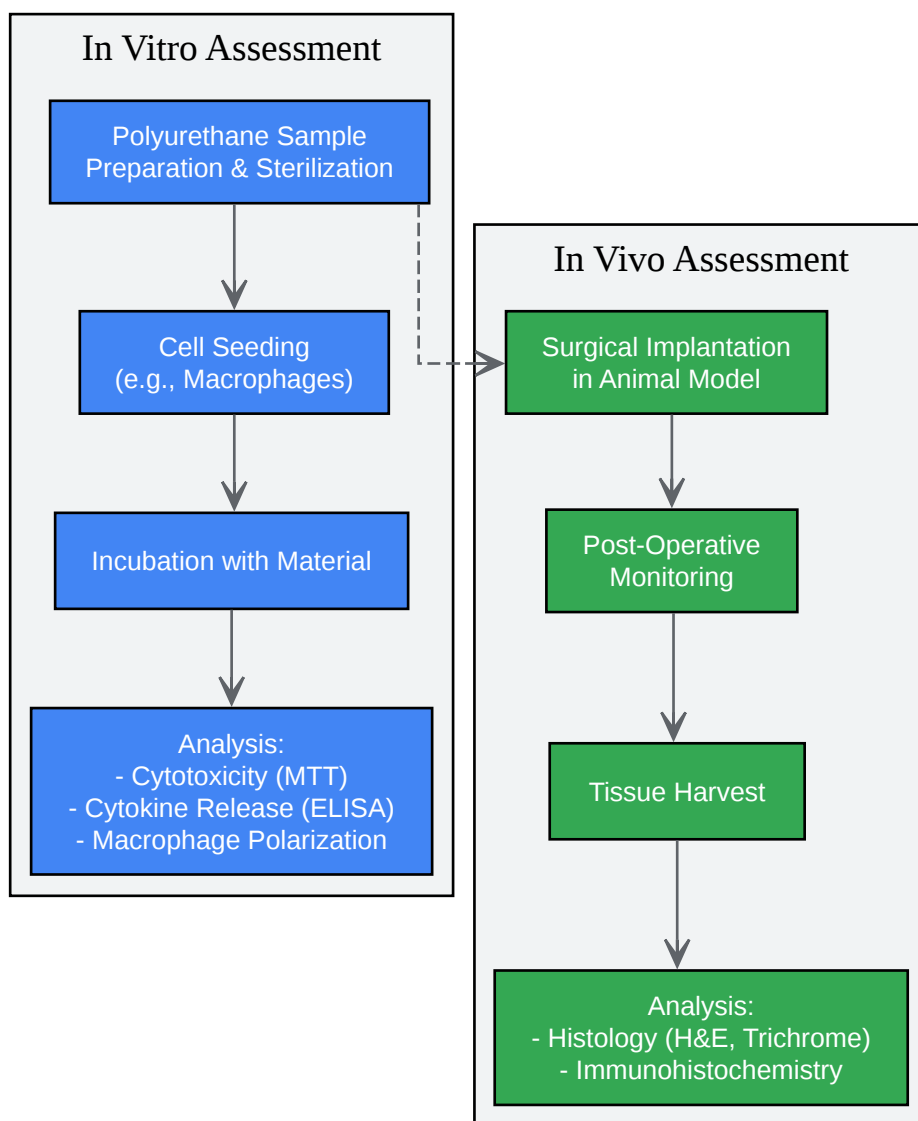 In Vitro Assessment
Polyurethane Sample
Preparation & Sterilization
Cell Seeding
(e.g., Macrophages)
Incubation with Material
Analysis:
- Cytotoxicity (MTT)
- Cytokine Release (ELISA)
- Macrophage Polarization
In Vivo Assessment
Surgical Implantation
in Animal Model
Post-Operative
Monitoring
Tissue Harvest
Analysis:
- Histology (H&E, Trichrome)
- Immunohistochemistry